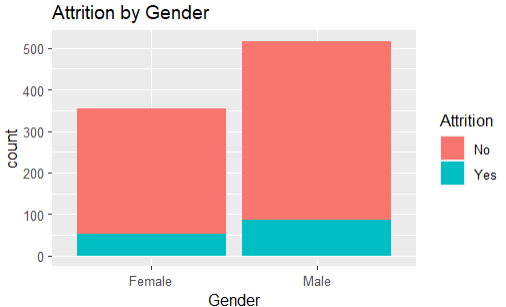 Attrition by Gender
500
400
300
200
100
0
count
Female
Male
Gender
Attrition
No
Yes